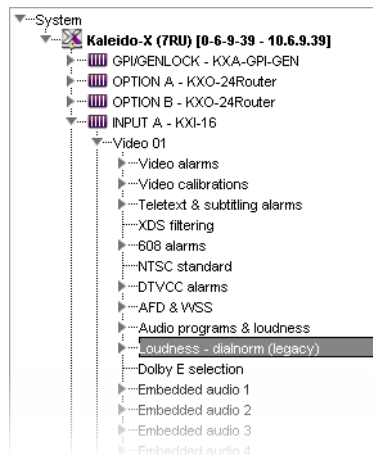 System
Kaleido-X (7RU) [0-6-9-39 - 10.6.9.39]
GPI/GENLOCK - KXA-GPI-GEN
OPTION A - KXO-24Router
OPTION B - KXO-24Router
INPUT A - KXI-16
Video 01
Video alarms
Video calibrations
Teletext & subtitling alarms
XDS filtering
608 alarms
NTSC standard
DTVCC alarms
AFD & WSS
Audio programs & loudness
Loudness - dialnorm (legacy)
Dolby E selection
Embedded audio 1
Embedded audio 2
Embedded audio 3
Embedded audio 4